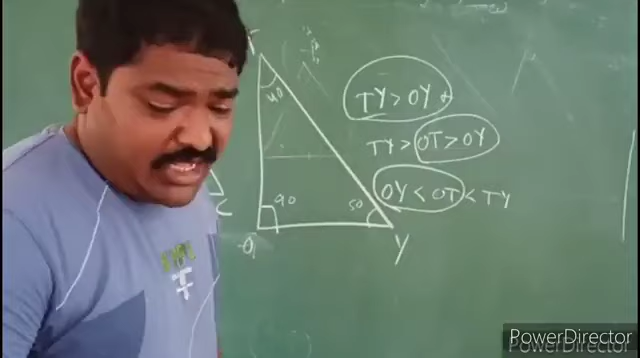 T
40
90
50
O
Y
C
TY > OY
TY > OT > OY
OY < OT < TY
PowerDirector